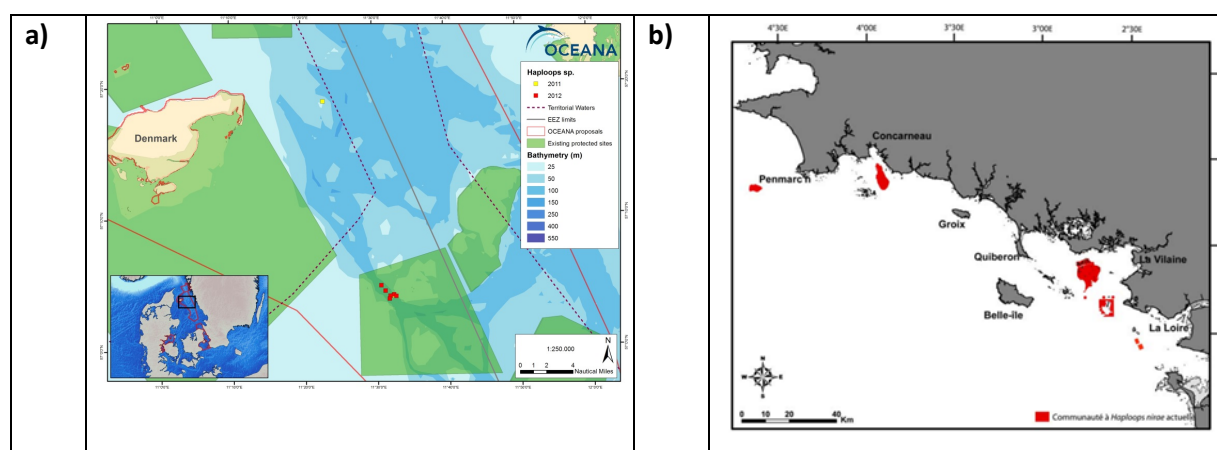 a)
OCEANA
Haploops sp.
2011
2012
Territorial Waters
EEZ limits
OCEANA proposals
Existing protected sites
Bathymetry (m)
25
50
100
150
250
400
550
Denmark
1:250.000
N
0 1 2 4
Nautical Miles
b)
4°30'
4°00'
3°30'
3°00'
2°30'
Concarneau
Penmarc'h
Groix
Quiberon
La Vilaine
Belle-île
La Loire
N
W E
S
40 20 0 40
Km
Communauté à Haploops nirae actuelle